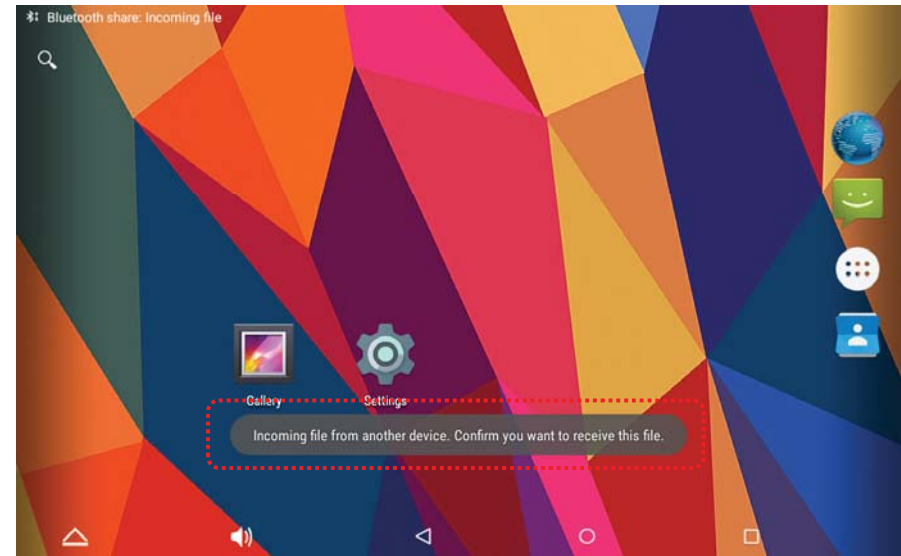 Bluetooth share: Incoming file
Gallery
Settings
Incoming file from another device. Confirm you want to receive this file.